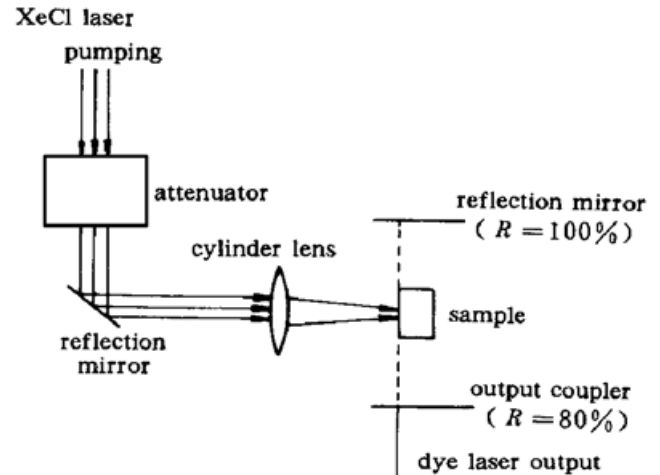 XeCl laser
pumping
attenuator
reflection mirror
( R = 100% )
cylinder lens
sample
reflection
mirror
output coupler
( R = 80% )
dye laser output